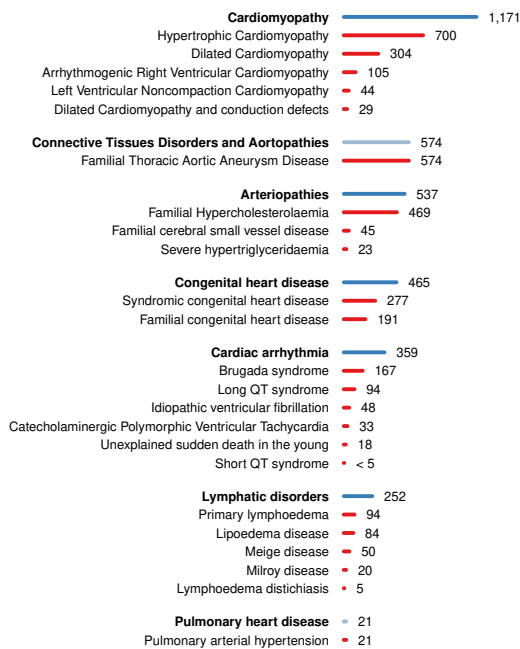 Cardiomyopathy 1,171
Hypertrophic Cardiomyopathy 700
Dilated Cardiomyopathy 304
Arrhythmogenic Right Ventricular Cardiomyopathy 105
Left Ventricular Noncompaction Cardiomyopathy 44
Dilated Cardiomyopathy and conduction defects 29
Connective Tissues Disorders and Aortopathies 574
Familial Thoracic Aortic Aneurysm Disease 574
Arteriopathies 537
Familial Hypercholesterolaemia 469
Familial cerebral small vessel disease 45
Severe hypertriglyceridaemia 23
Congenital heart disease 465
Syndromic congenital heart disease 277
Familial congenital heart disease 191
Cardiac arrhythmia 359
Brugada syndrome 167
Long QT syndrome 94
Idiopathic ventricular fibrillation 48
Catecholaminergic Polymorphic Ventricular Tachycardia 33
Unexplained sudden death in the young 18
Short QT syndrome < 5
Lymphatic disorders 252
Primary lymphoedema 94
Lipoedema disease 84
Meige disease 50
Milroy disease 20
Lymphoedema distichiasis 5
Pulmonary heart disease 21
Pulmonary arterial hypertension 21